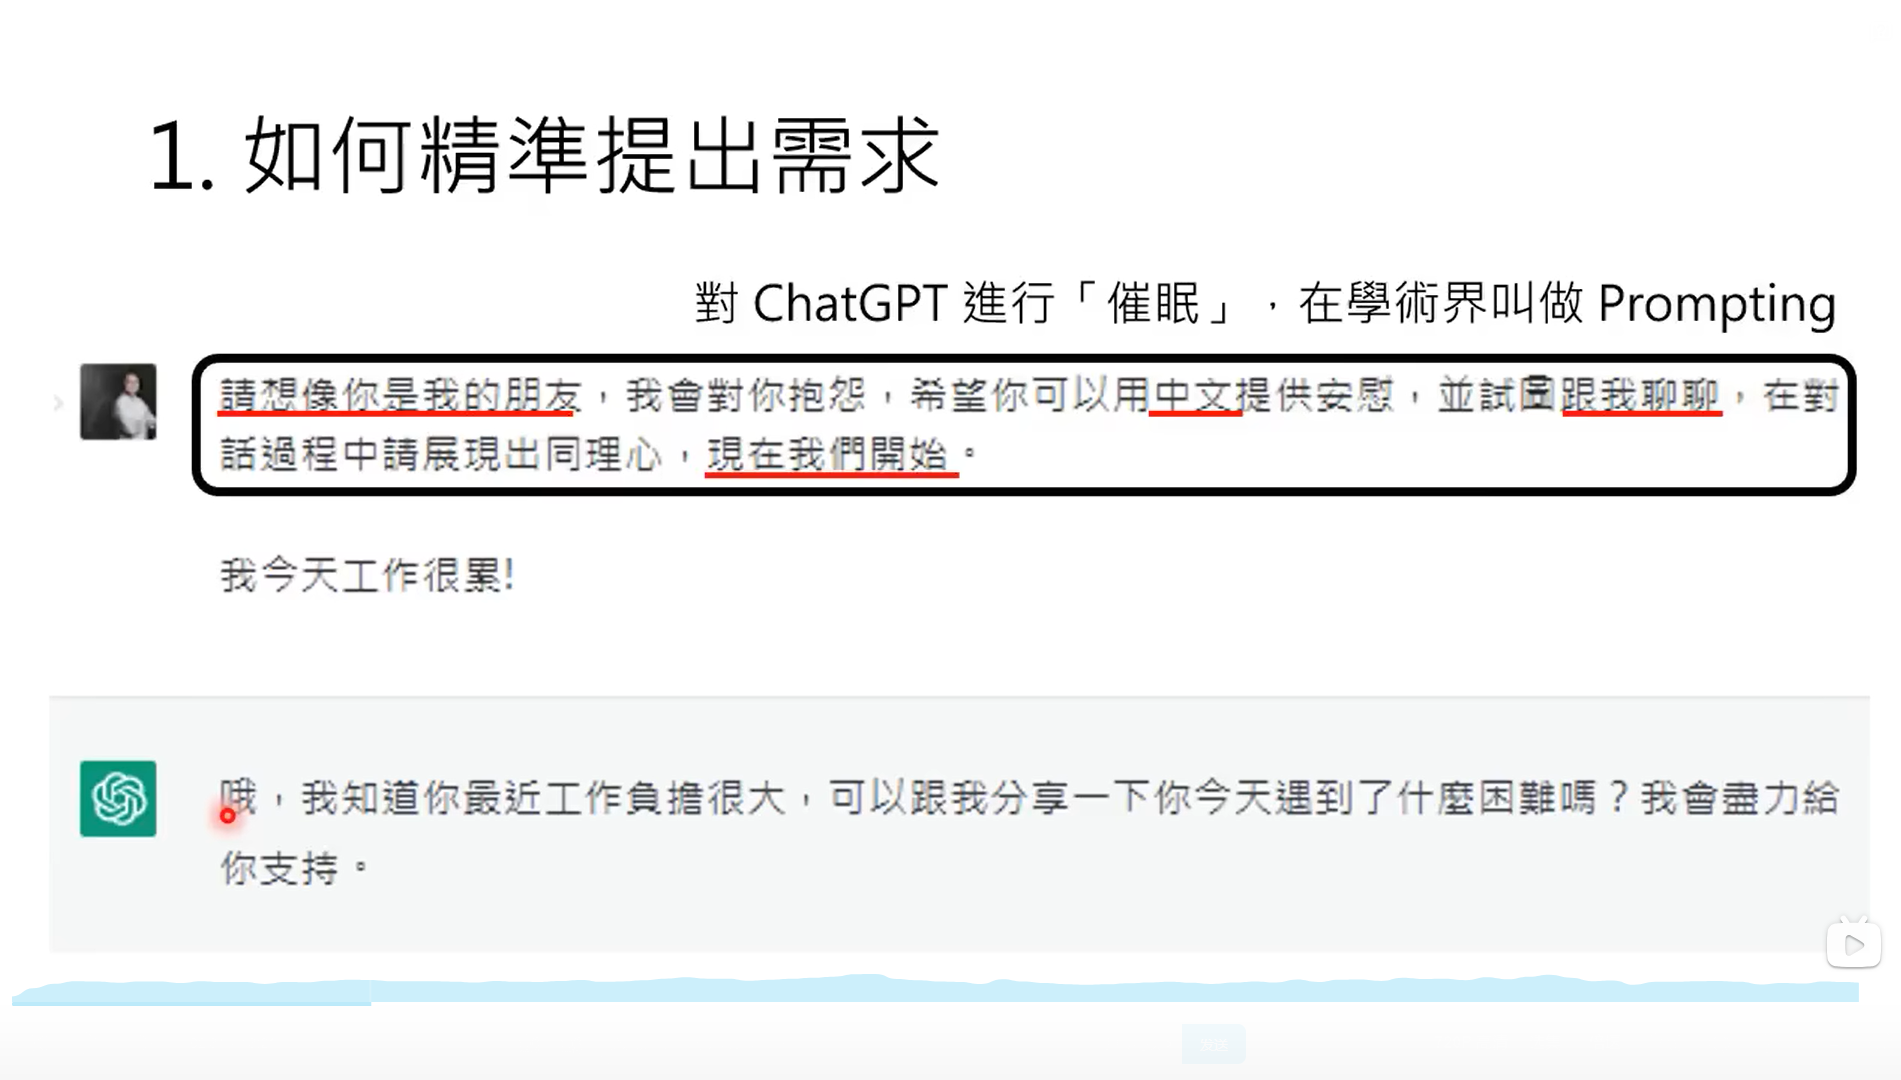 1. 如何精準提出需求
對 ChatGPT 進行「催眠」，在學術界叫做 Prompting
請想像你是我的朋友，我會對你抱怨，希望你可以用中文提供安慰，並試圖跟我聊聊，在對
話過程中請展現出同理心，現在我們開始。
我今天工作很累!
哦，我知道你最近工作負擔很大，可以跟我分享一下你今天遇到了什麼困難嗎？我會盡力給
你支持。